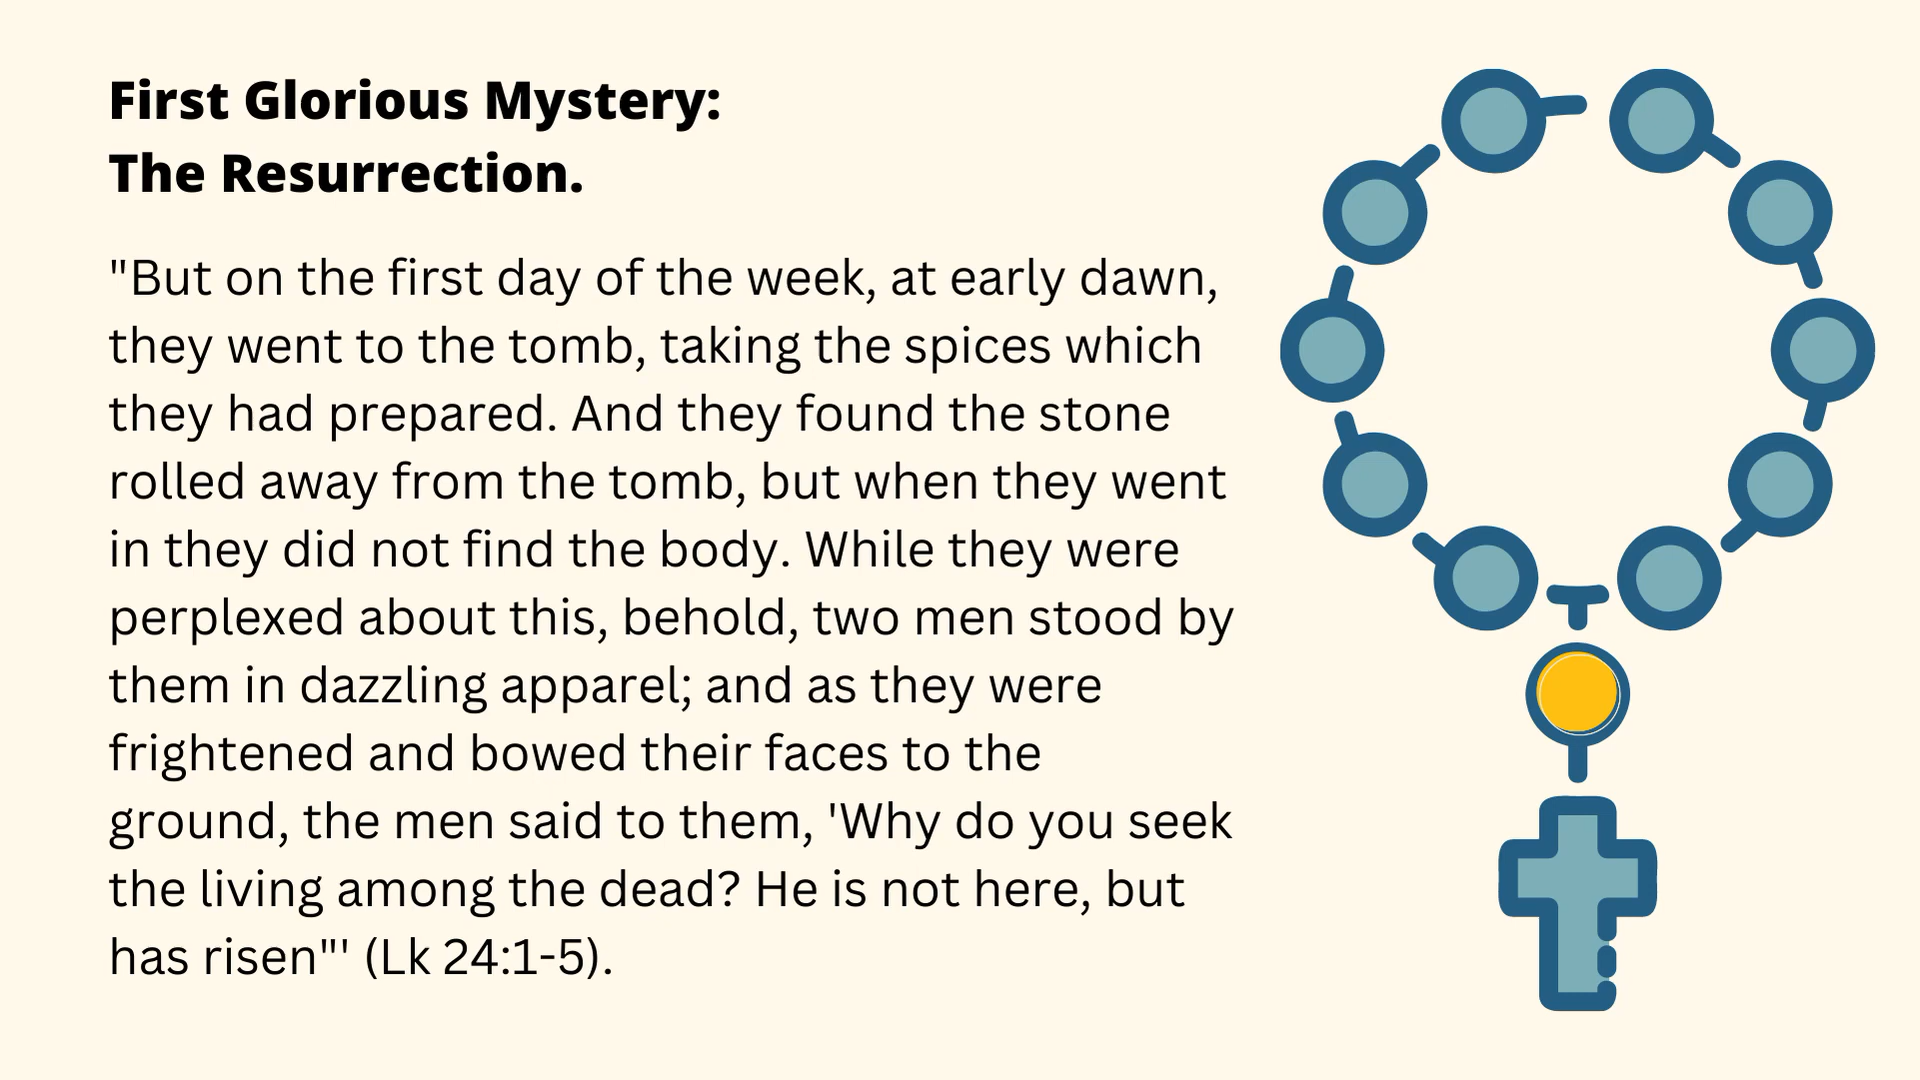 First Glorious Mystery:
The Resurrection.
"But on the first day of the week, at early dawn,
they went to the tomb, taking the spices which
they had prepared. And they found the stone
rolled away from the tomb, but when they went
in they did not find the body. While they were
perplexed about this, behold, two men stood by
them in dazzling apparel; and as they were
frightened and bowed their faces to the
ground, the men said to them, 'Why do you seek
the living among the dead? He is not here, but
has risen"' (Lk 24:1-5).